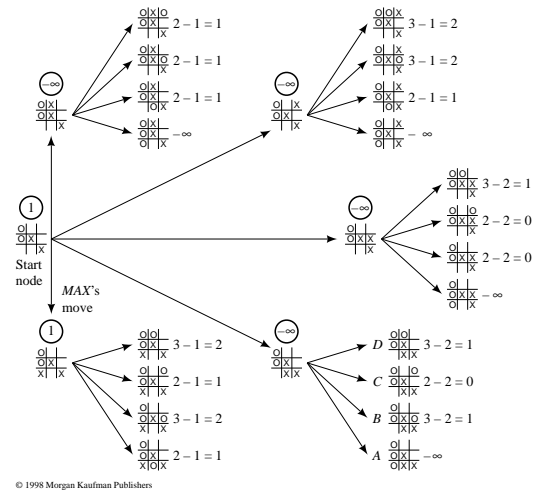 2 – 1 = 1
2 – 1 = 1
2 – 1 = 1
–∞
–∞
3 – 1 = 2
3 – 1 = 2
2 – 1 = 1
– ∞
–∞
1
Start
node
MAX's
move
–∞
3 – 2 = 1
2 – 2 = 0
2 – 2 = 0
– ∞
1
3 – 1 = 2
2 – 1 = 1
3 – 1 = 2
2 – 1 = 1
–∞
D 3 – 2 = 1
C 2 – 2 = 0
B 3 – 2 = 1
A –∞
© 1998 Morgan Kaufman Publishers